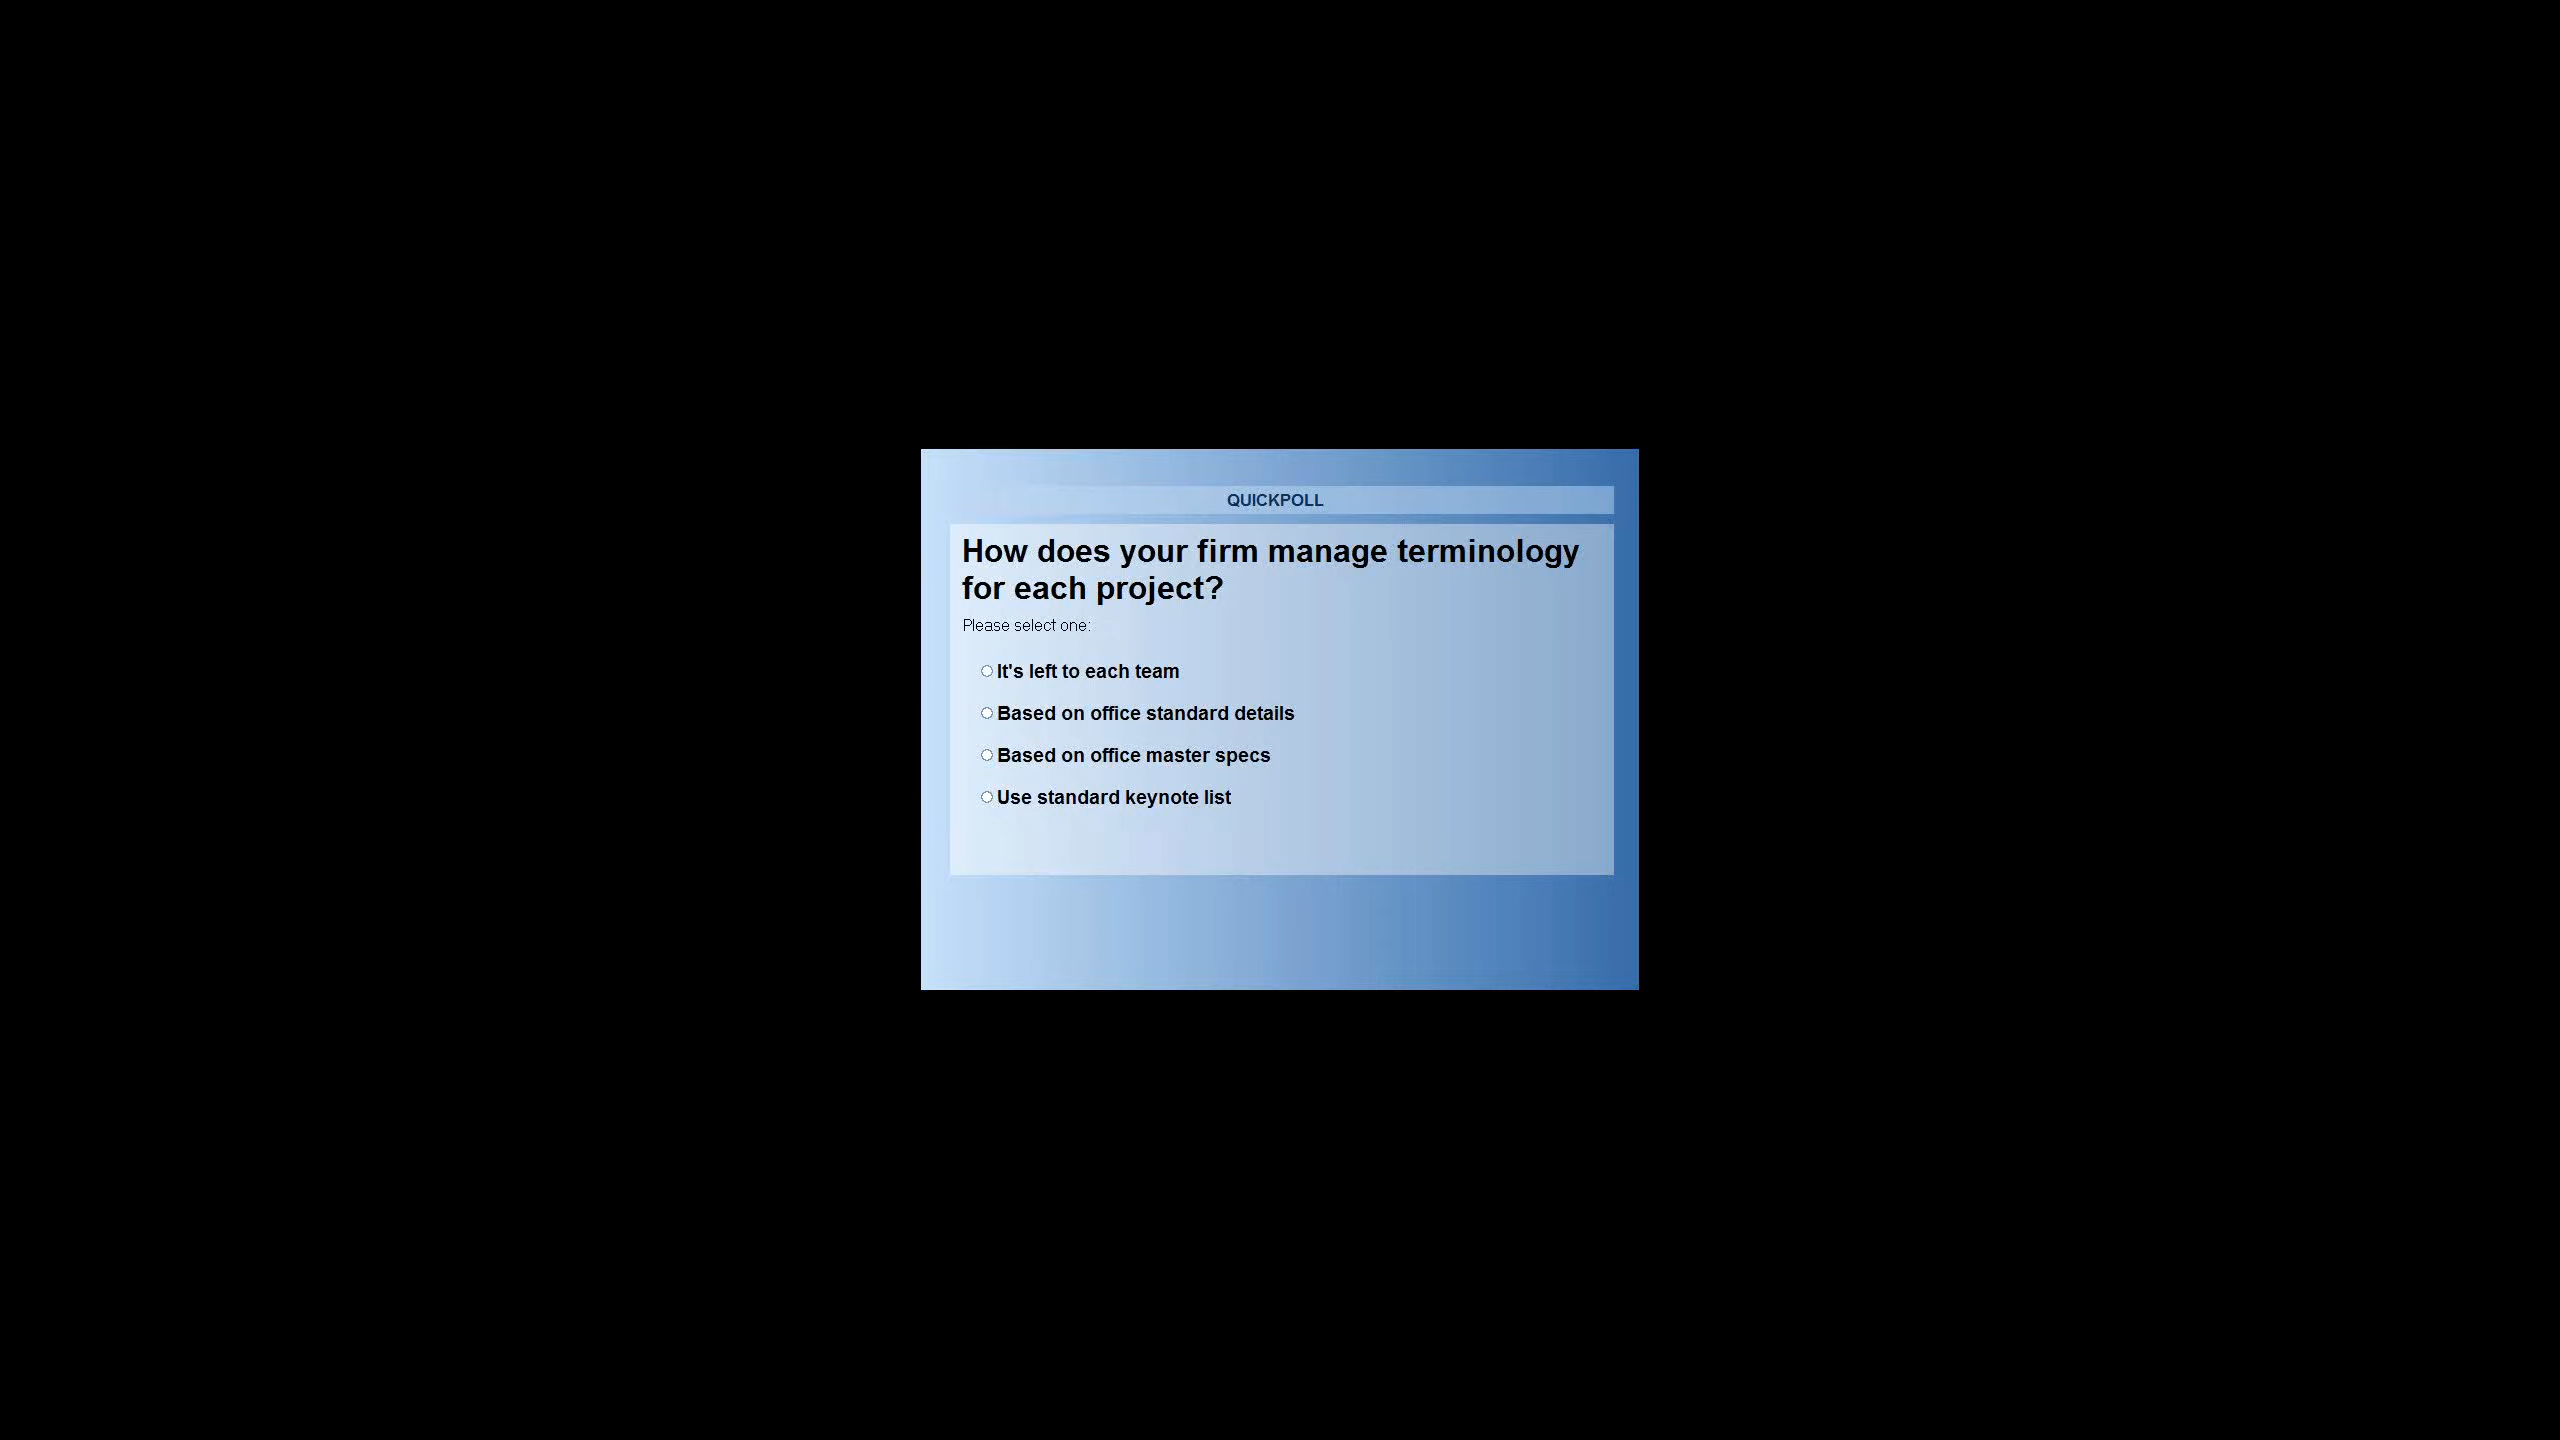 QUICKPOLL
How does your firm manage terminology
for each project?
Please select one:
It's left to each team
Based on office standard details
Based on office master specs
Use standard keynote list